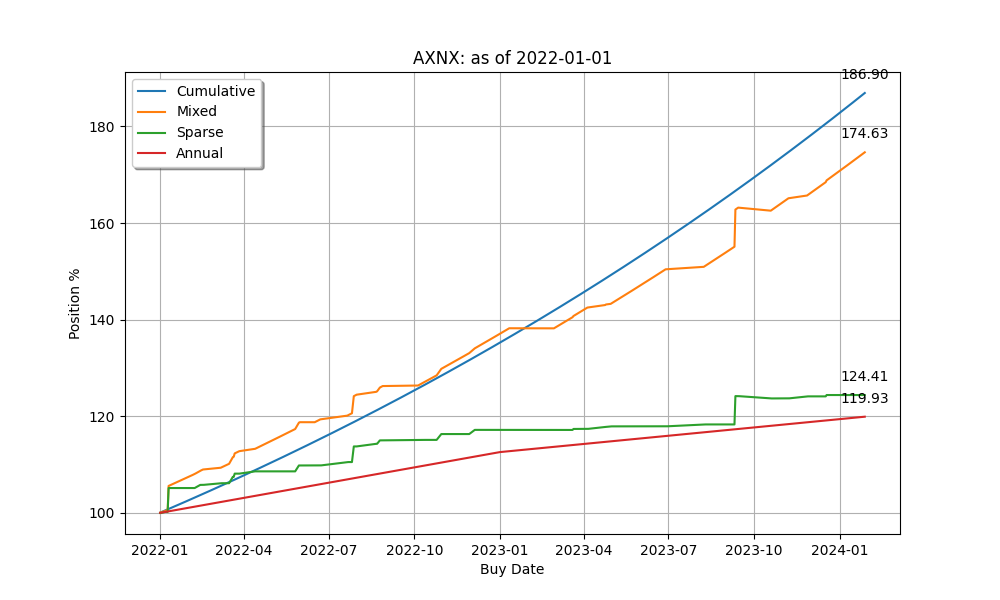 AXNX: as of 2022-01-01
Cumulative
Mixed
Sparse
Annual
186.90
174.63
124.41
119.93
180
160
140
120
100
Position %
2022-01 2022-04 2022-07 2022-10 2023-01 2023-04 2023-07 2023-10 2024-01
Buy Date